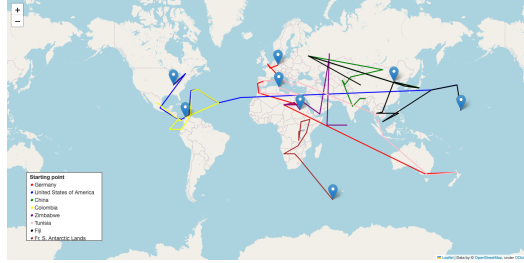 +
−
Starting point
Germany
United States of America
China
Colombia
Zimbabwe
Tunisia
Fiji
Fr. S. Antarctic Lands
Leaflet | Data by © OpenStreetMap, under ODbl